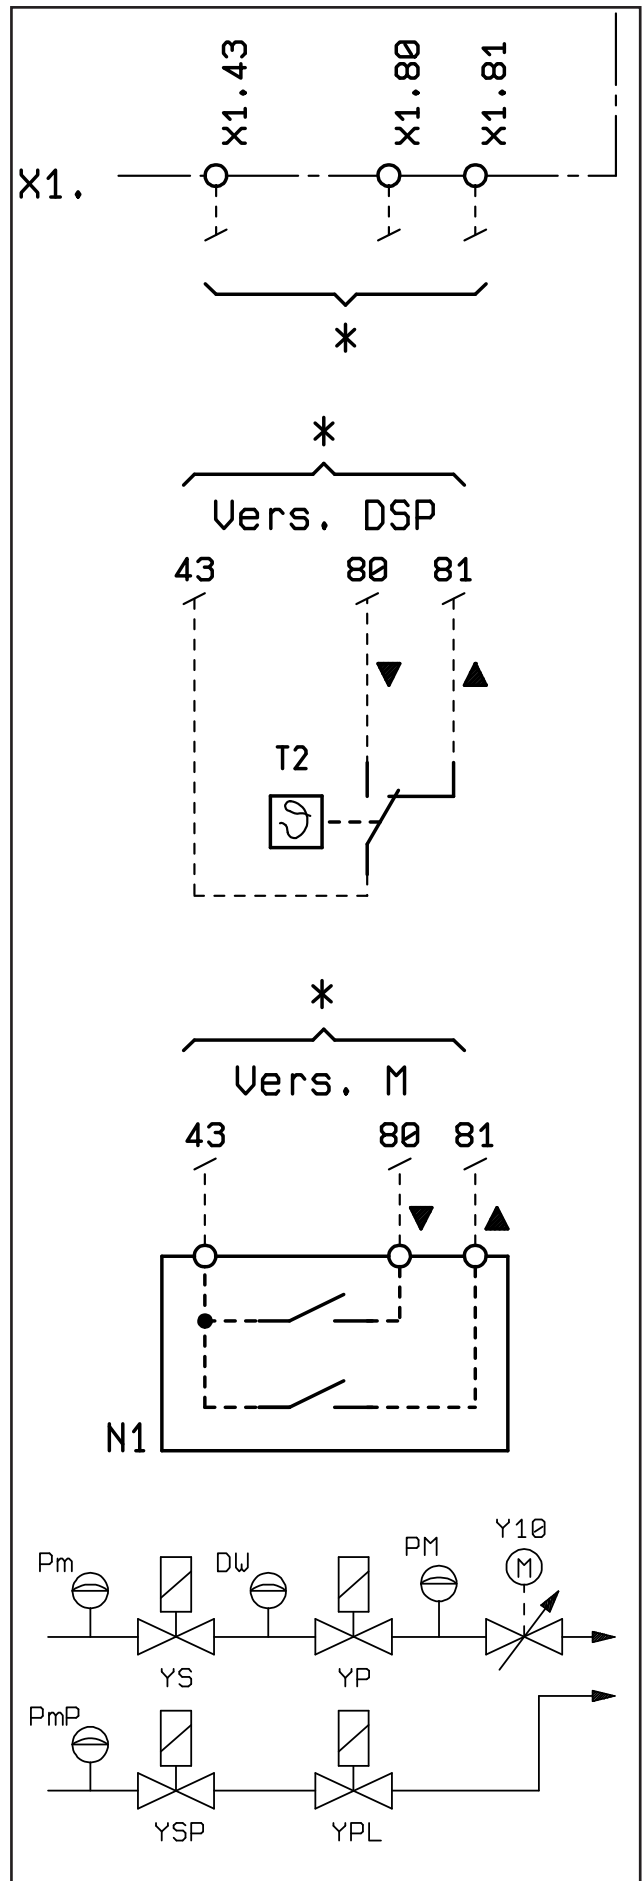 X1.43 X1.80 X1.81
X1.
*
*
Vers. DSP
43 80 81
T2
*
Vers. M
43 80 81
N1
Y10
Pm DW PM
M
YS YP
PmP
YSP YPL